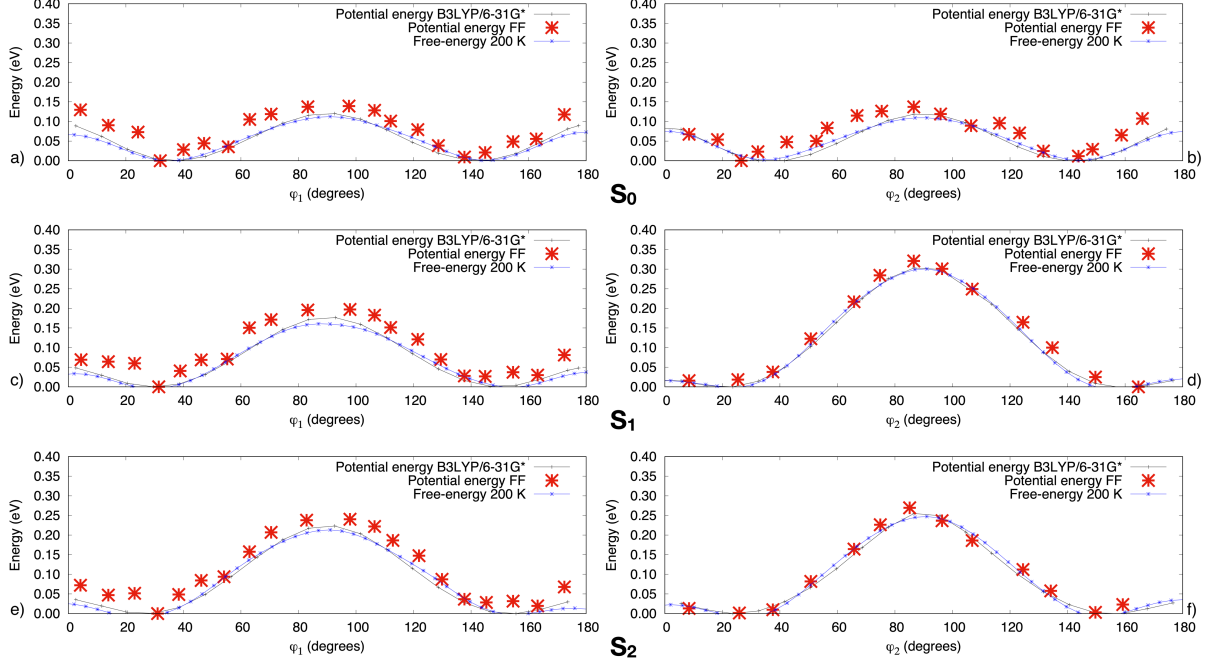 Potential energy B3LYP/6-31G*
Potential energy FF
Free-energy 200 K
Energy (eV)
0.40
0.35
0.30
0.25
0.20
0.15
0.10
0.05
0.00
0 20 40 60 80 100 120 140 160 180
φ1 (degrees)
a)
Potential energy B3LYP/6-31G*
Potential energy FF
Free-energy 200 K
Energy (eV)
0.40
0.35
0.30
0.25
0.20
0.15
0.10
0.05
0.00
0 20 40 60 80 100 120 140 160 180
φ2 (degrees)
b)
S0
Potential energy B3LYP/6-31G*
Potential energy FF
Free-energy 200 K
Energy (eV)
0.40
0.35
0.30
0.25
0.20
0.15
0.10
0.05
0.00
0 20 40 60 80 100 120 140 160 180
φ1 (degrees)
c)
Potential energy B3LYP/6-31G*
Potential energy FF
Free-energy 200 K
Energy (eV)
0.40
0.35
0.30
0.25
0.20
0.15
0.10
0.05
0.00
0 20 40 60 80 100 120 140 160 180
φ2 (degrees)
d)
S1
Potential energy B3LYP/6-31G*
Potential energy FF
Free-energy 200 K
Energy (eV)
0.40
0.35
0.30
0.25
0.20
0.15
0.10
0.05
0.00
0 20 40 60 80 100 120 140 160 180
φ1 (degrees)
e)
Potential energy B3LYP/6-31G*
Potential energy FF
Free-energy 200 K
Energy (eV)
0.40
0.35
0.30
0.25
0.20
0.15
0.10
0.05
0.00
0 20 40 60 80 100 120 140 160 180
φ2 (degrees)
f)
S2